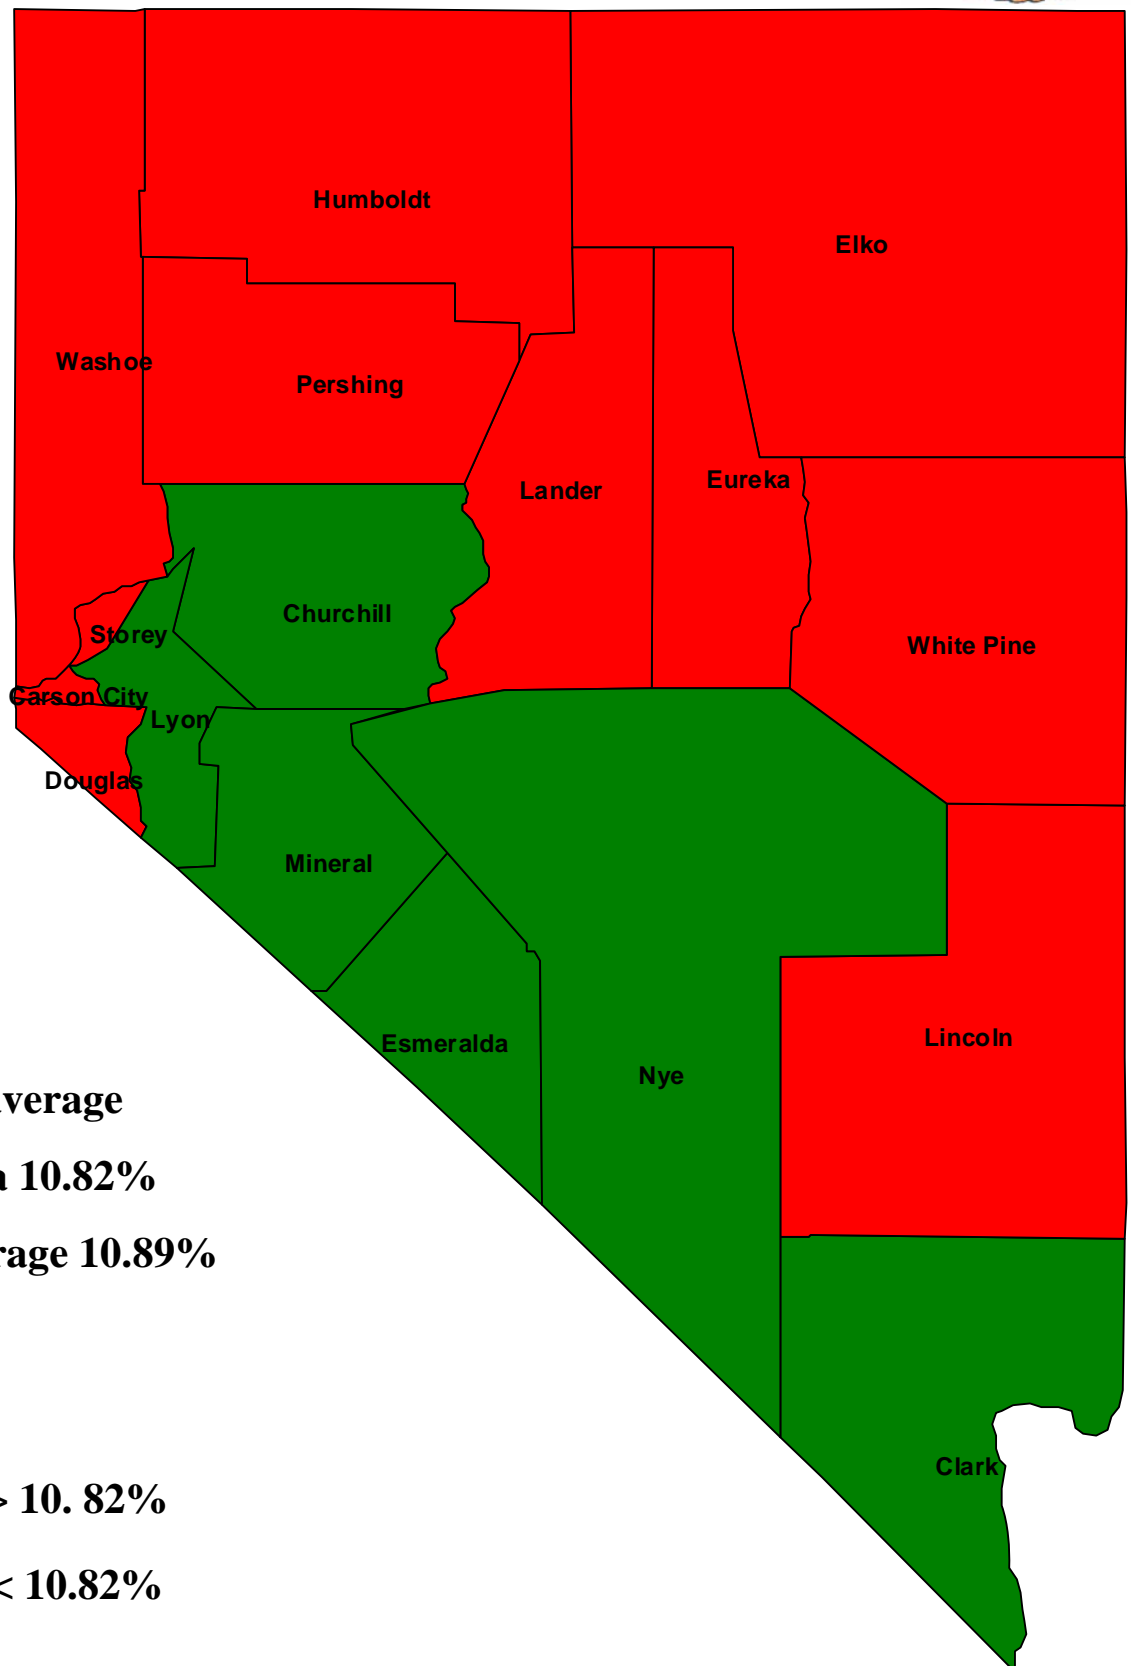 Humboldt
Elko
Washoe
Pershing
Eureka
Lander
Churchill
Storey
White Pine
Carson City
Lyon
Douglas
Mineral
Lincoln
Esmeralda
Nye
verage
10.82%
rage 10.89%
> 10. 82%
Clark
< 10.82%